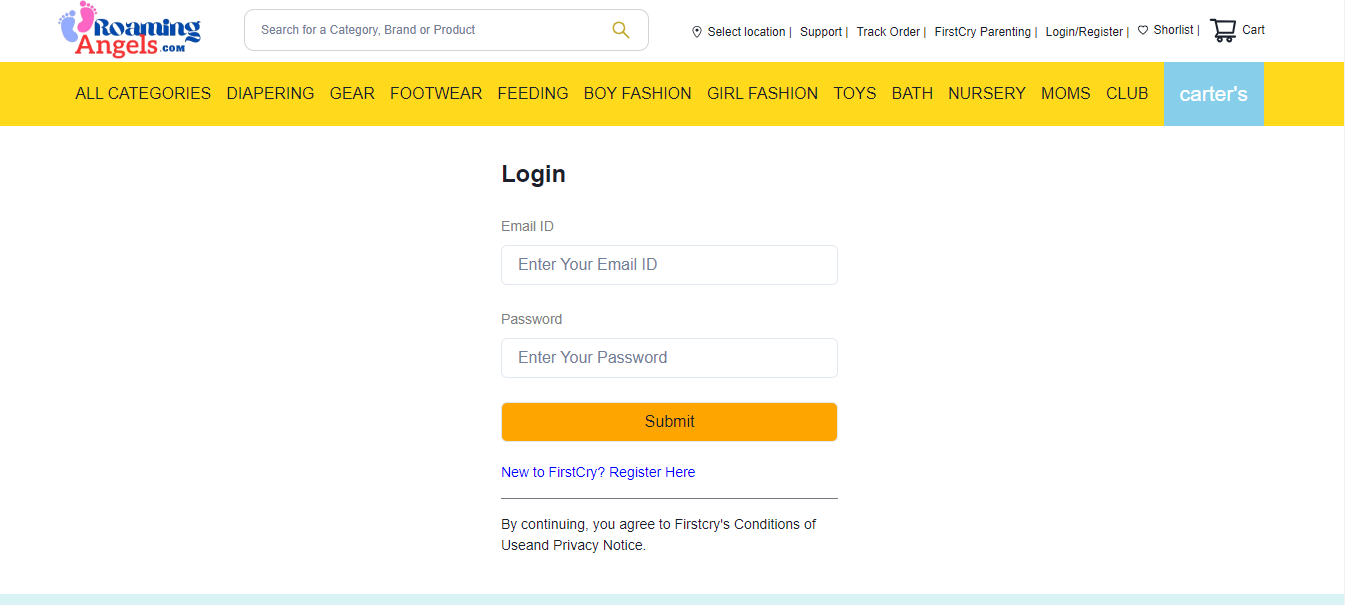 Roaming
Angels.COM
Search for a Category, Brand or Product
Select location | Support | Track Order | FirstCry Parenting | Login/Register | Shorlist | Cart
ALL CATEGORIES DIAPERING GEAR FOOTWEAR FEEDING BOY FASHION GIRL FASHION TOYS BATH NURSERY MOMS CLUB carter's
Login
Email ID
Enter Your Email ID
Password
Enter Your Password
Submit
New to FirstCry? Register Here
By continuing, you agree to Firstcry's Conditions of
Useand Privacy Notice.